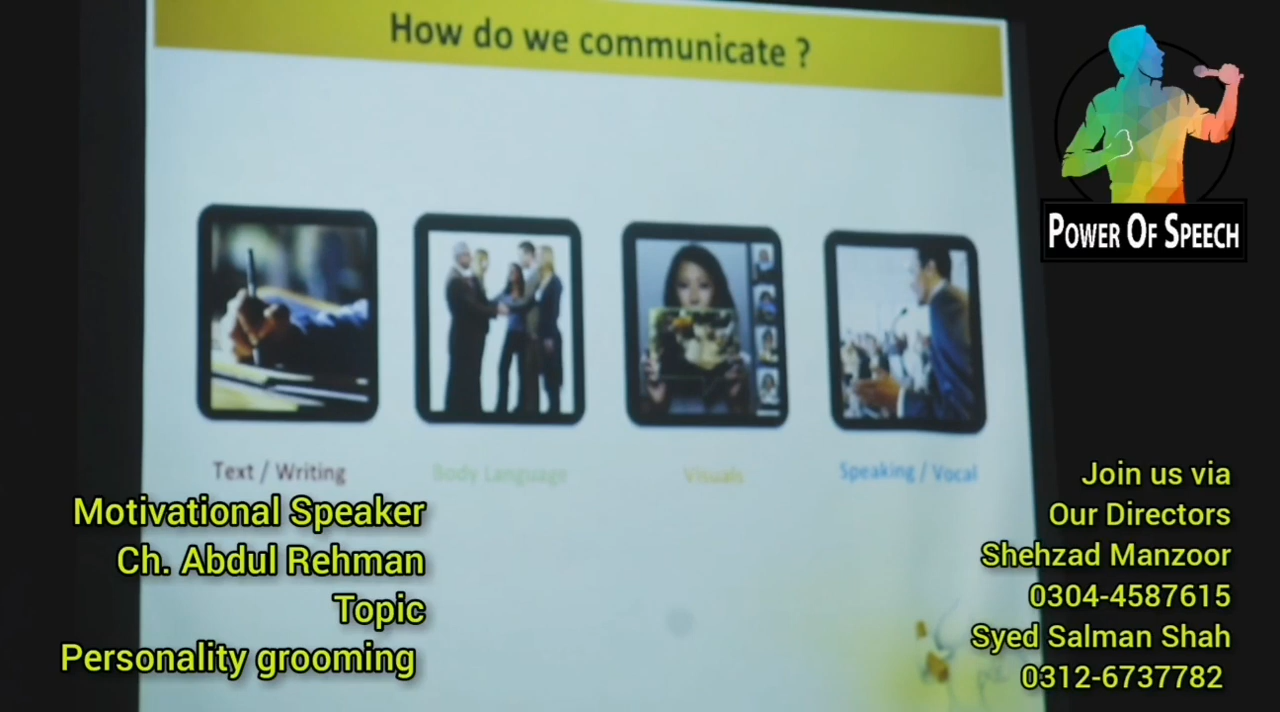 How do we communicate ?
POWER OF SPEECH
Text / Writing
Body Language
Visuals
Speaking / Vocal
Motivational Speaker
Ch. Abdul Rehman
Topic
Personality grooming
Join us via
Our Directors
Shehzad Manzoor
0304-4587615
Syed Salman Shah
0312-6737782